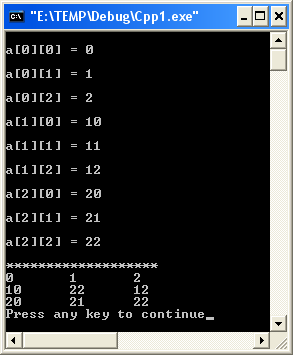 "E:\TEMP\Debug\Cpp1.exe"
a[0][0] = 0
a[0][1] = 1
a[0][2] = 2
a[1][0] = 10
a[1][1] = 11
a[1][2] = 12
a[2][0] = 20
a[2][1] = 21
a[2][2] = 22
*******************
0 1 2
10 22 12
20 21 22
Press any key to continue_